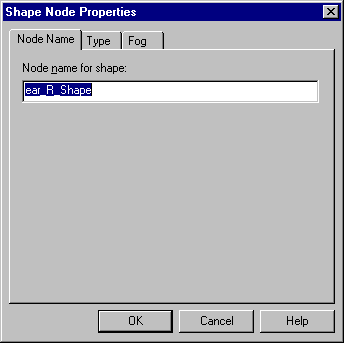 Shape Node Properties
Node Name Type Fog
Node name for shape:
ear_R_Shape
OK Cancel Help